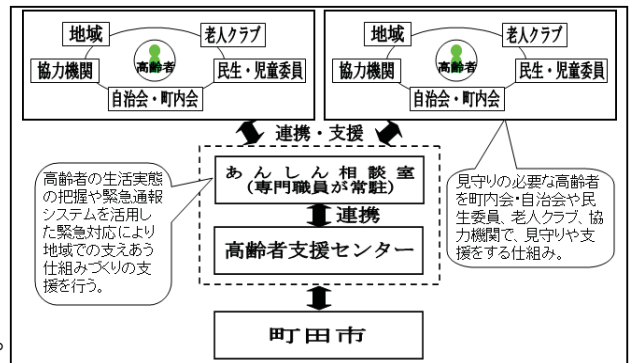 地域
老人クラブ
協力機関
高齢者
民生・児童委員
自治会・町内会
地域
老人クラブ
協力機関
高齢者
民生・児童委員
自治会・町内会
連携・支援
高齢者の生活実態
の把握や緊急通報
システムを活用し
た緊急対応により
地域での支えあう
仕組みづくりの支
援を行う。
あんしん相談室
(専門職員が常駐)
連携
高齢者支援センター
見守りの必要な高齢者
を町内会・自治会や民
生委員、老人クラブ、協
力機関で、見守りや支
援をする仕組み。
町田市
。